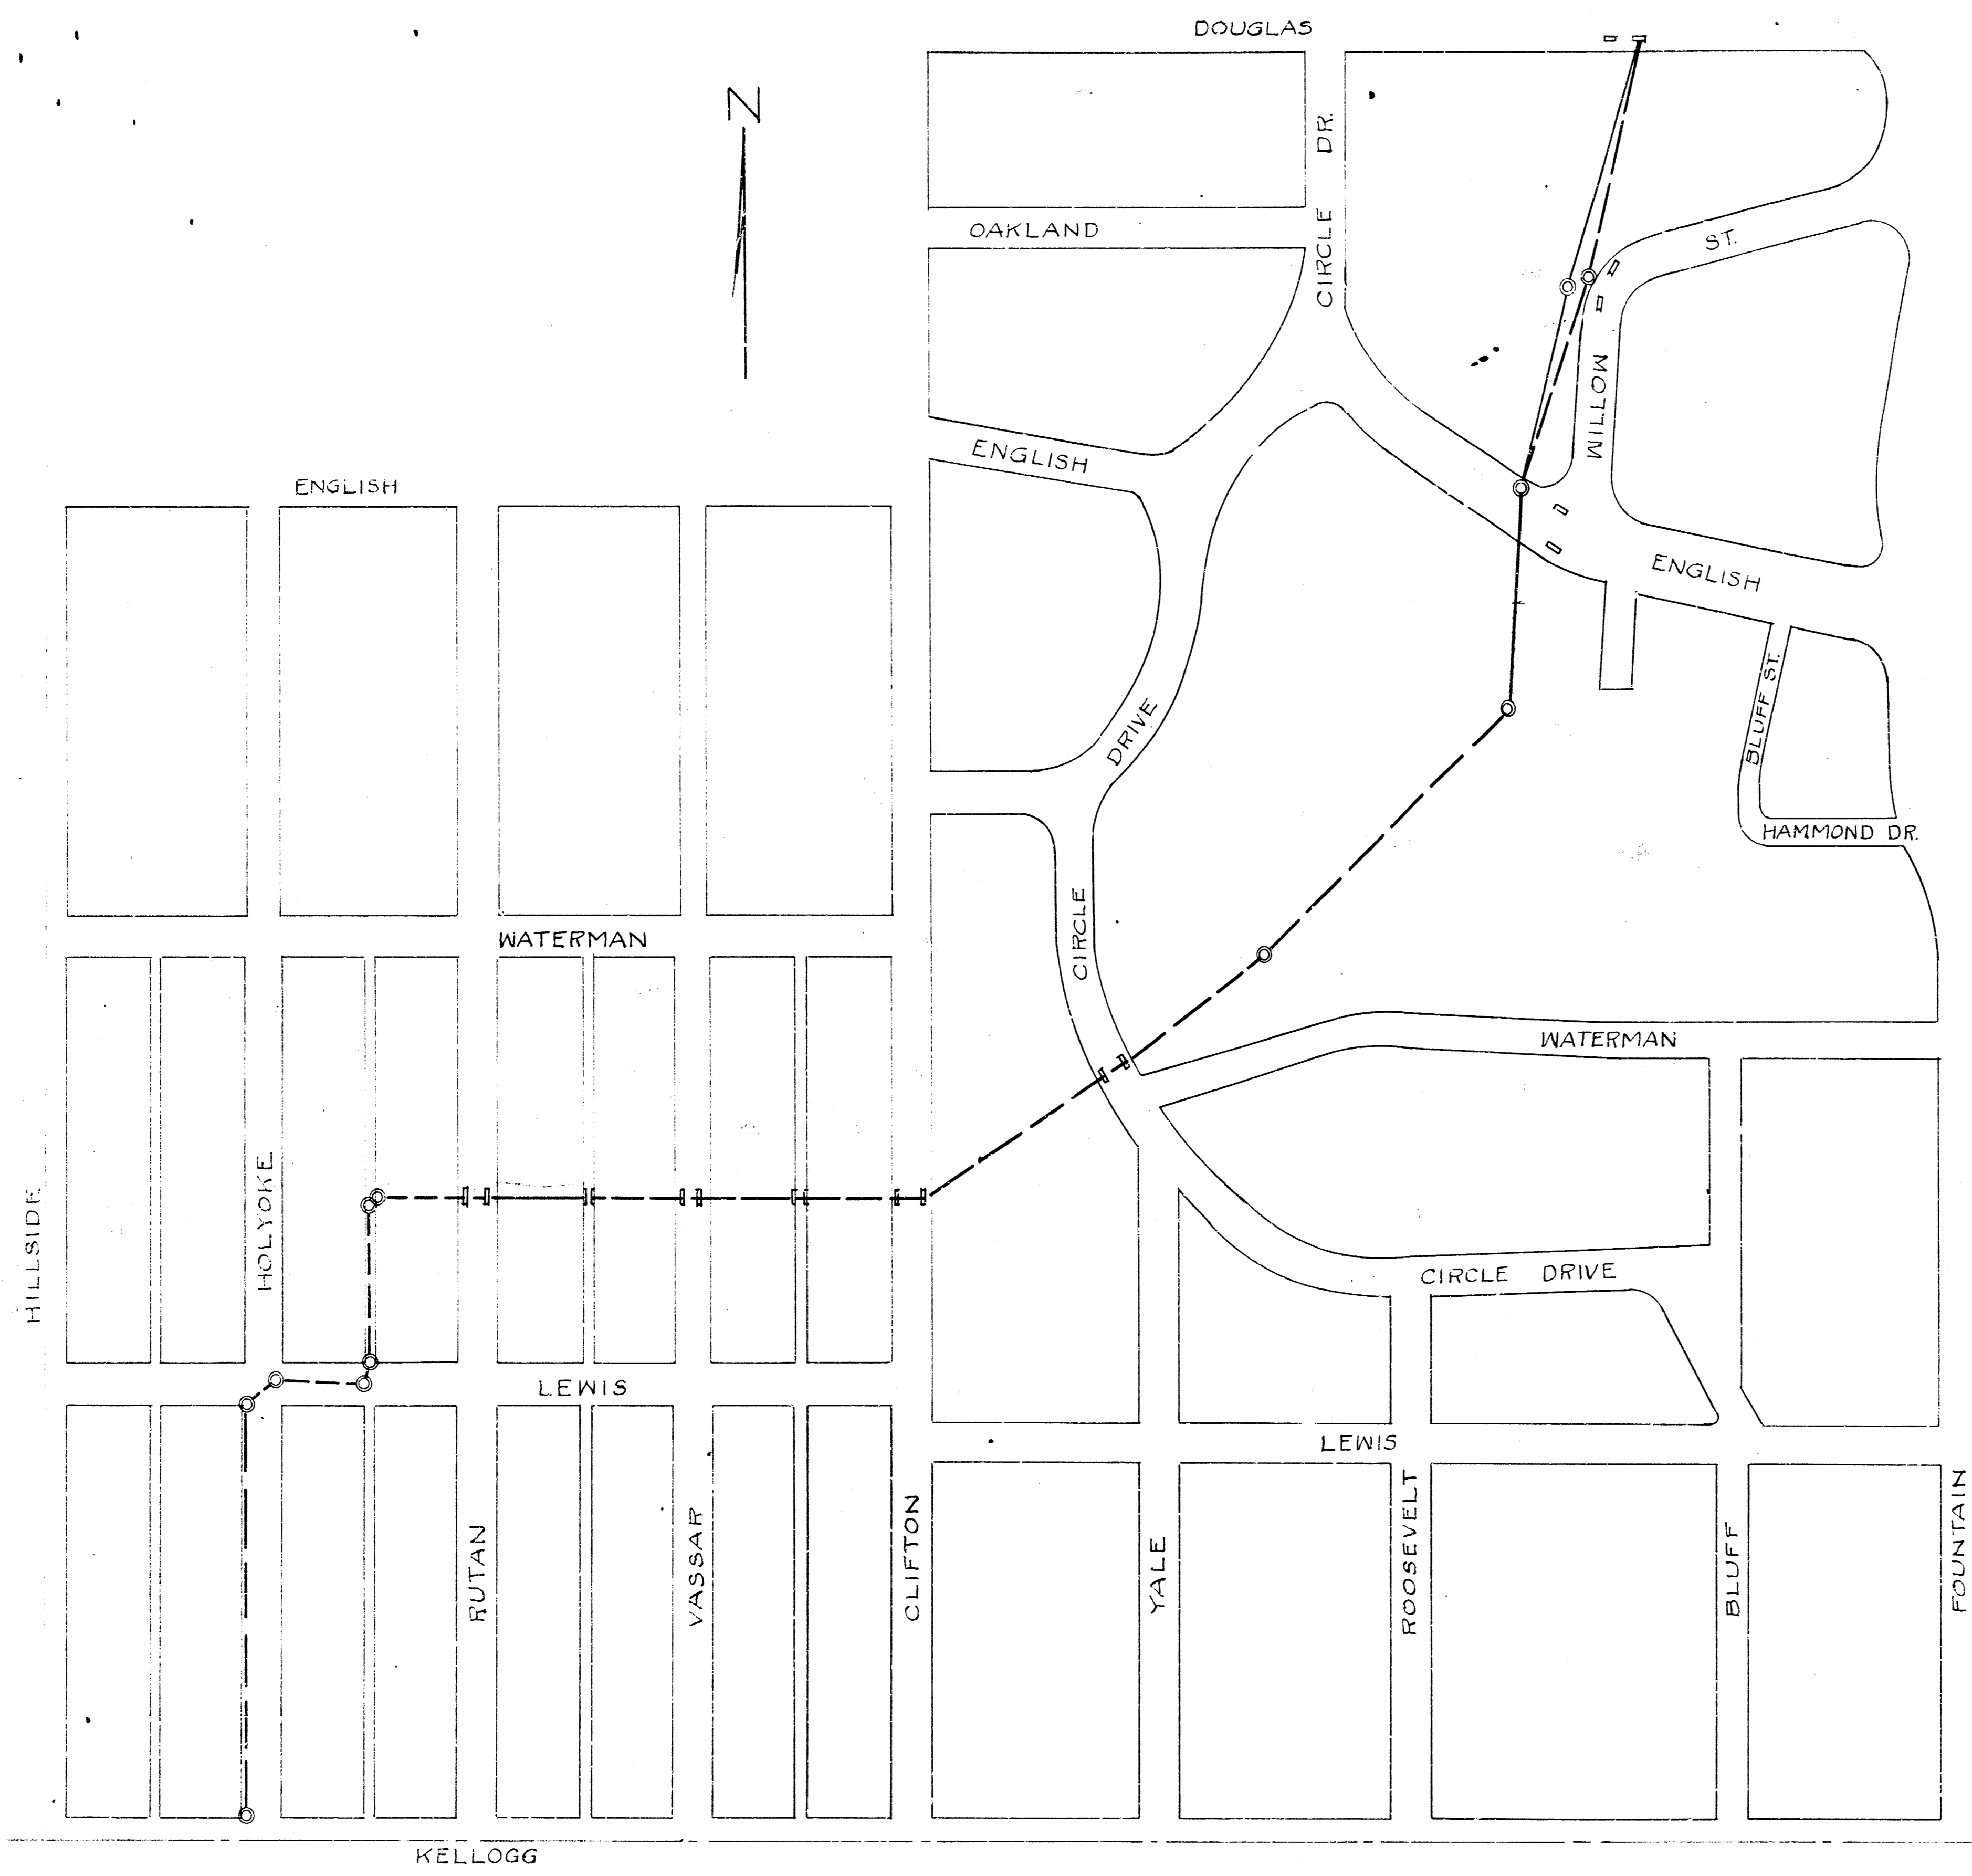 DOUGLAS
N
CIRCLE DR.
OAKLAND
ST.
WILLOW
ENGLISH
ENGLISH
ENGLISH
BLUFF ST.
DRIVE
HAMMOND DR.
CIRCLE
WATERMAN
WATERMAN
HOLYOKE
HILLSIDE
CIRCLE DRIVE
LEWIS
LEWIS
RUTAN
VASSAR
CLIFTON
YALE
ROOSEVELT
BLUFF
FOUNTAIN
KELLOGG